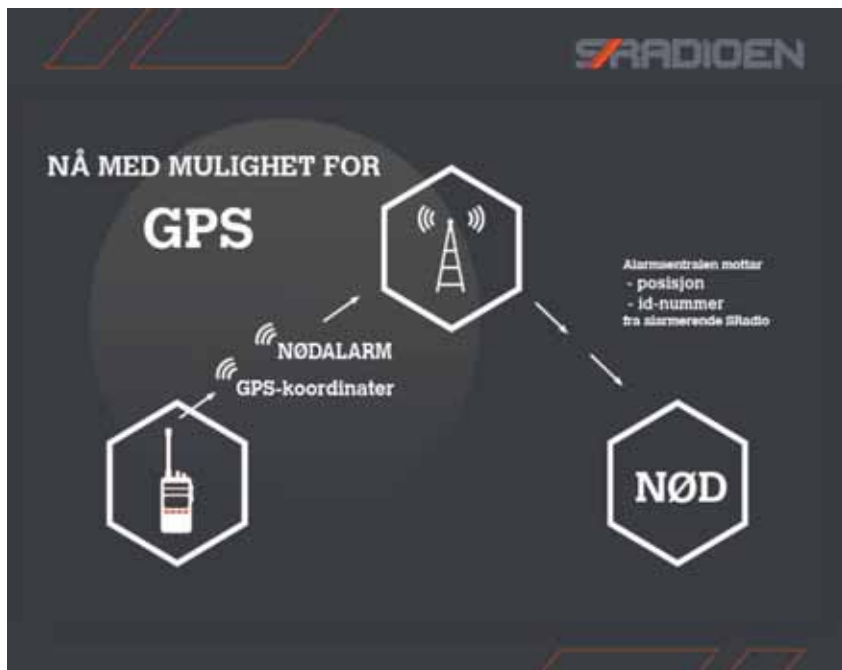 SRADIOEN
NÅ MED MULIGHET FOR
GPS
Alarmsentralen mottar
- posisjon
- id-nummer
fra alarmerende SRadio
NØDALARM
GPS-koordinater
NØD